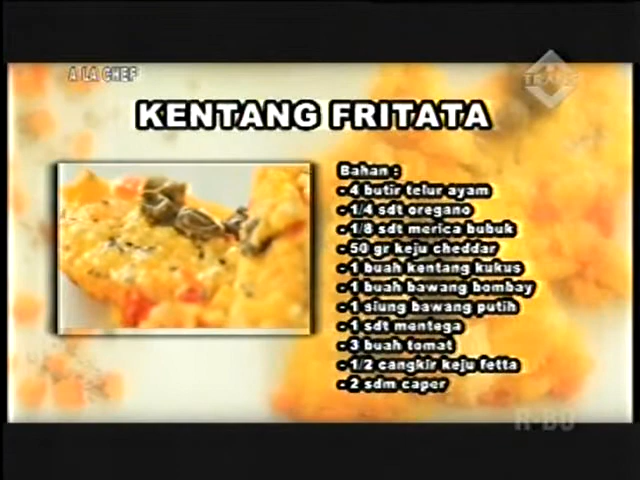 A LA CHEF
TRANS
KENTANG FRITATA
Bahan :
- 4 butir telur ayam
- 1/4 sdt oregano
- 1/8 sdt merica bubuk
- 50 gr keju cheddar
- 1 buah kentang kukus
- 1 buah bawang bombay
- 1 siung bawang putih
- 1 sdt mentega
- 3 buah tomat
- 1/2 cangkir keju fetta
- 2 sdm caper
R-BO